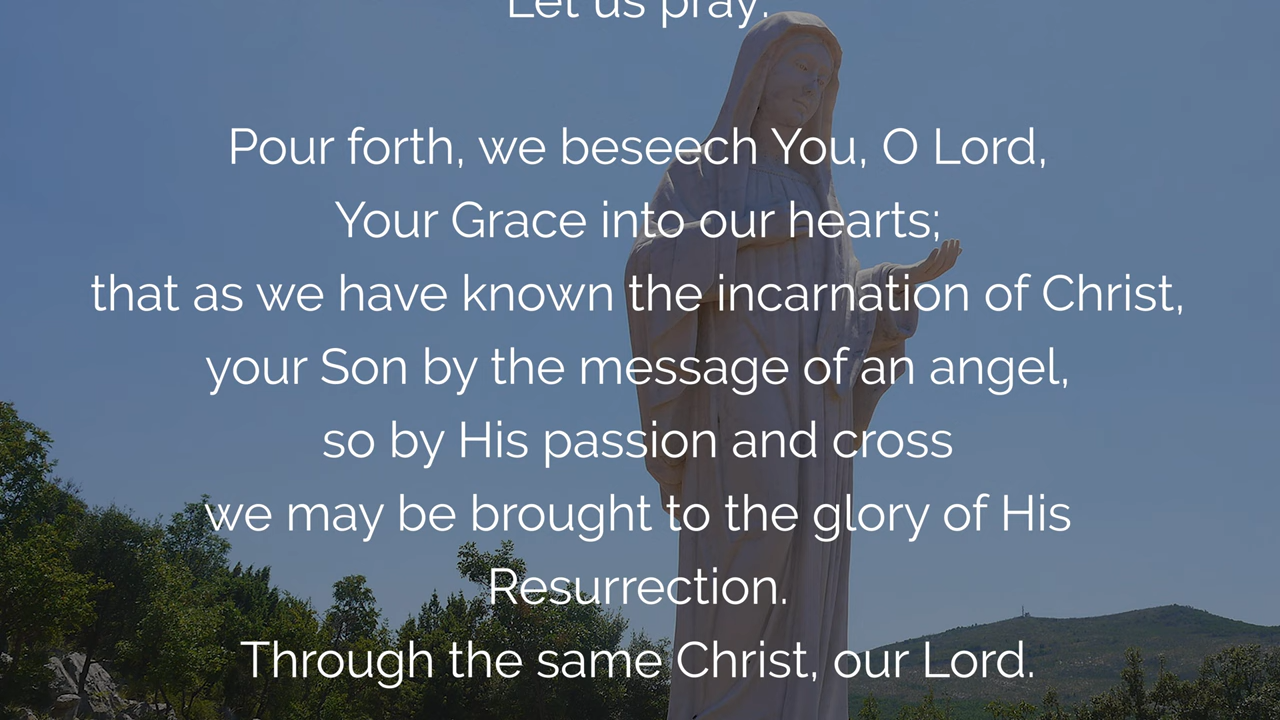 Let us pray.
Pour forth, we beseech You, O Lord,
Your Grace into our hearts;
that as we have known the incarnation of Christ,
your Son by the message of an angel,
so by His passion and cross
we may be brought to the glory of His
Resurrection.
Through the same Christ, our Lord.